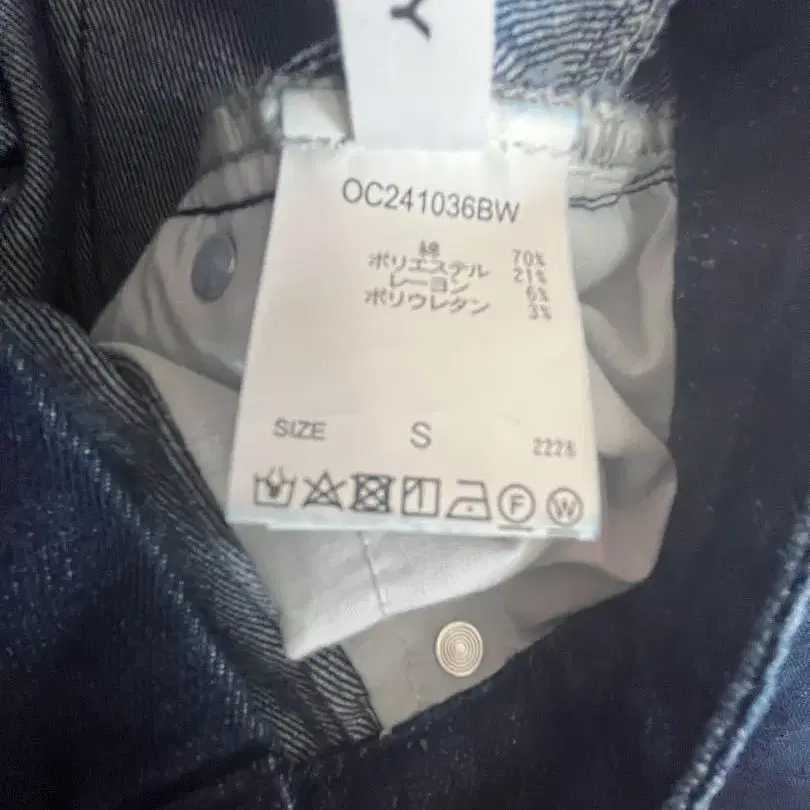 Y
OC241036BW
綿 70%
ポリエステル 21%
レーヨン 6%
ポリウレタン 3%
SIZE S 2228
F W